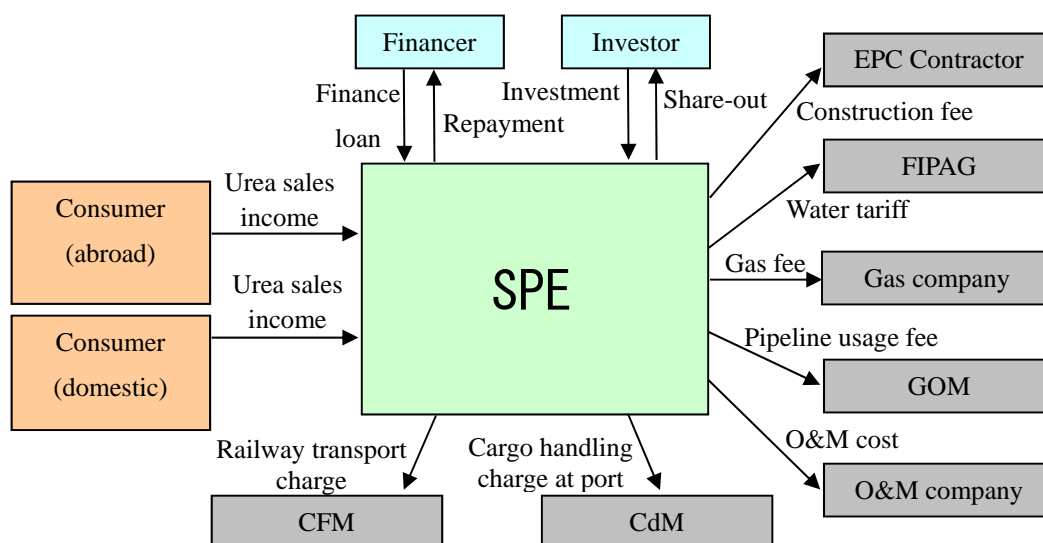 Financer
Investor
EPC Contractor
Finance
loan
Repayment
Investment
Share-out
Construction fee
FIPAG
Water tariff
Consumer
(abroad)
Urea sales
income
SPE
Gas fee
Gas company
Consumer
(domestic)
Urea sales
income
Pipeline usage fee
GOM
O&M cost
O&M company
Railway transport
charge
CFM
Cargo handling
charge at port
CdM